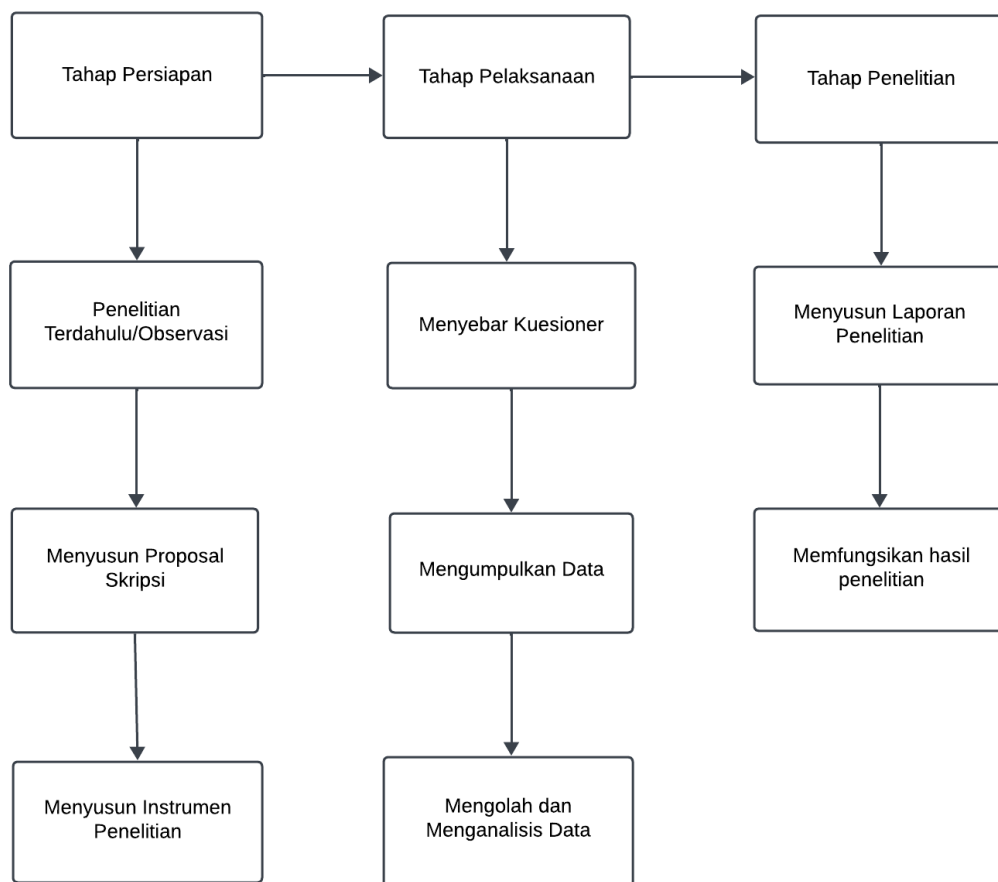 Tahap Persiapan
Tahap Pelaksanaan
Tahap Penelitian
Penelitian
Terdahulu/Observasi
Menyebar Kuesioner
Menyusun Laporan
Penelitian
Menyusun Proposal
Skripsi
Mengumpulkan Data
Memfungsikan hasil
penelitian
Menyusun Instrumen
Penelitian
Mengolah dan
Menganalisis Data